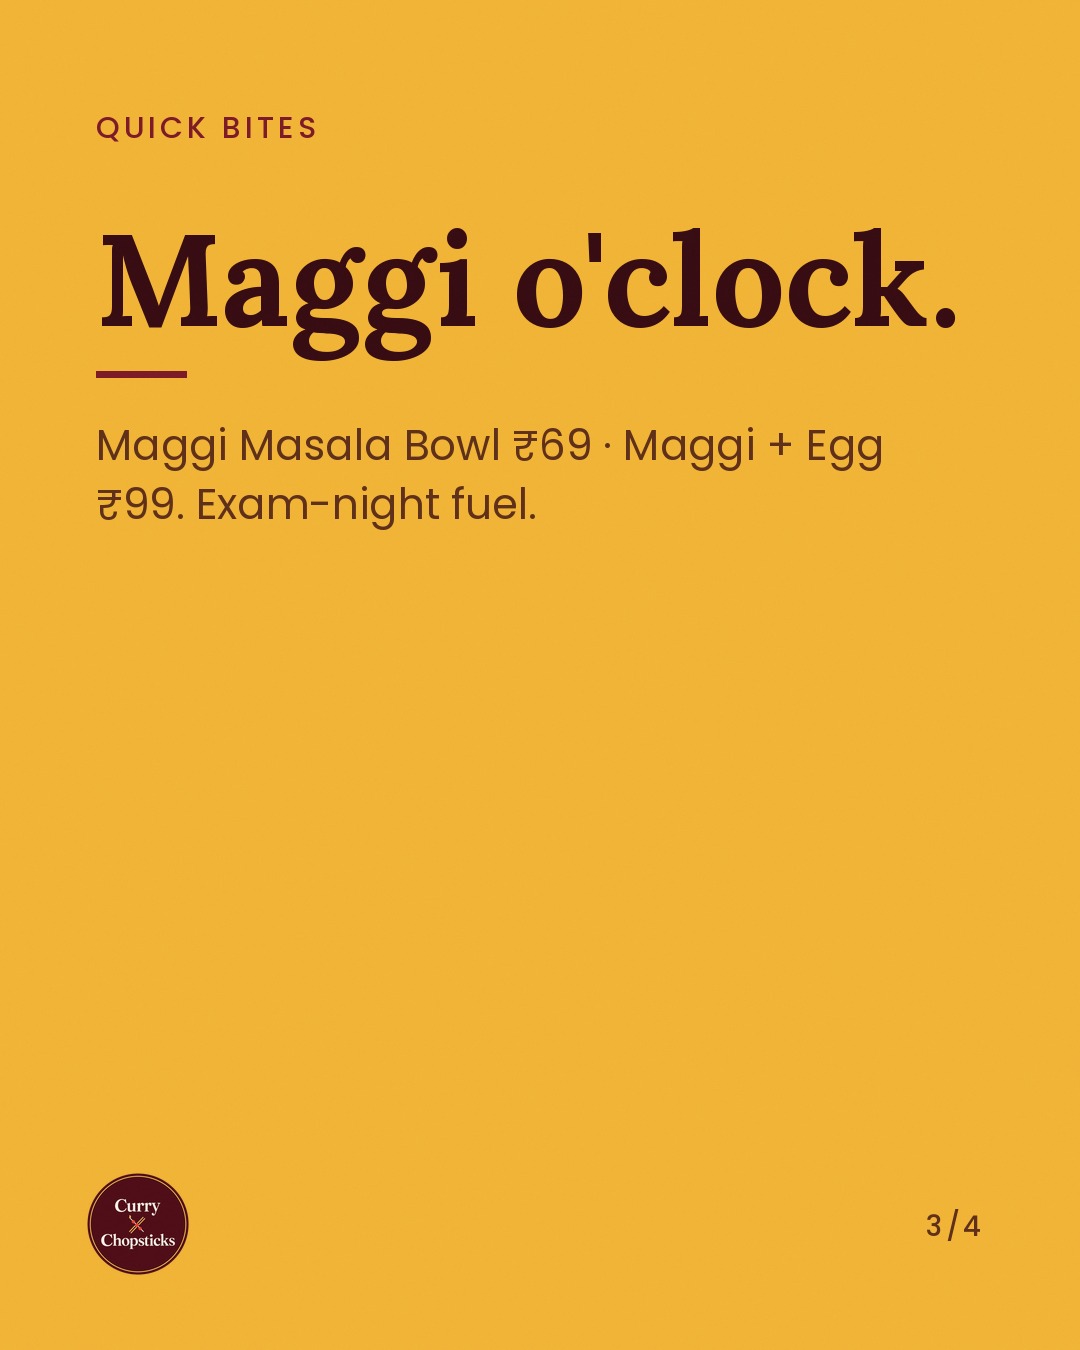 QUICK BITES
Maggi o'clock.
Maggi Masala Bowl ₹69 · Maggi + Egg
₹99. Exam-night fuel.
Curry
Chopsticks
3/4